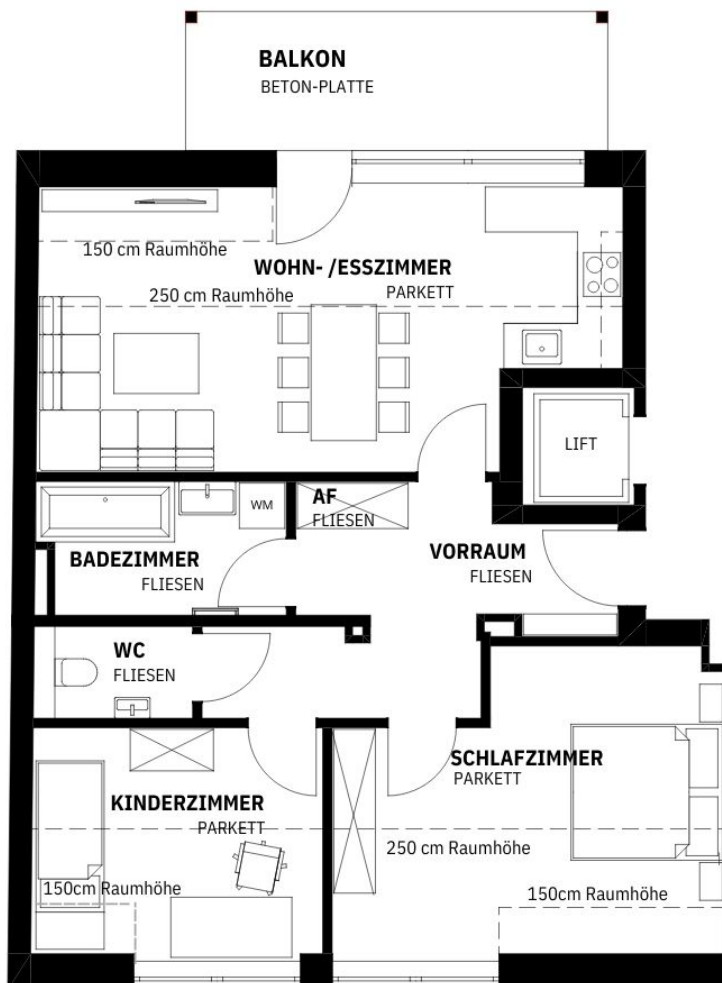 BALKON
BETON-PLATTE
150 cm Raumhöhe
WOHN- /ESSZIMMER
250 cm Raumhöhe
PARKETT
LIFT
AF
FLIESEN
WM
BADEZIMMER
FLIESEN
VORRAUM
FLIESEN
WC
FLIESEN
SCHLAFZIMMER
PARKETT
KINDERZIMMER
PARKETT
250 cm Raumhöhe
150cm Raumhöhe
150cm Raumhöhe